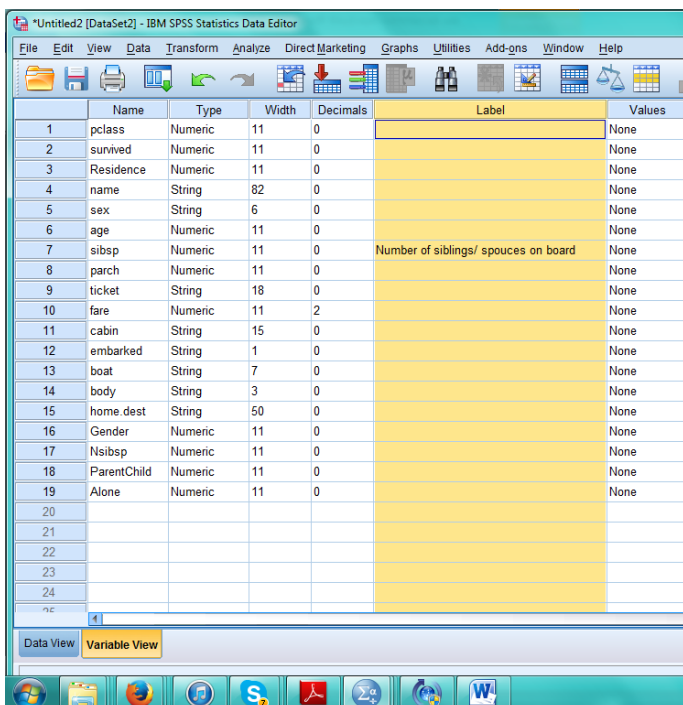 *Untitled2 [DataSet2] - IBM SPSS Statistics Data Editor
File Edit View Data Transform Analyze Direct Marketing Graphs Utilities Add-ons Window Help
Name Type Width Decimals Label Values
1 pclass Numeric 11 0 None
2 survived Numeric 11 0 None
3 Residence Numeric 11 0 None
4 name String 82 0 None
5 sex String 6 0 None
6 age Numeric 11 0 None
7 sibsp Numeric 11 0 Number of siblings/ spouces on board None
8 parch Numeric 11 0 None
9 ticket String 18 0 None
10 fare Numeric 11 2 None
11 cabin String 15 0 None
12 embarked String 1 0 None
13 boat String 7 0 None
14 body String 3 0 None
15 home.dest String 50 0 None
16 Gender Numeric 11 0 None
17 Nsibsp Numeric 11 0 None
18 ParentChild Numeric 11 0 None
19 Alone Numeric 11 0 None
20
21
22
23
24
25
Data View Variable View